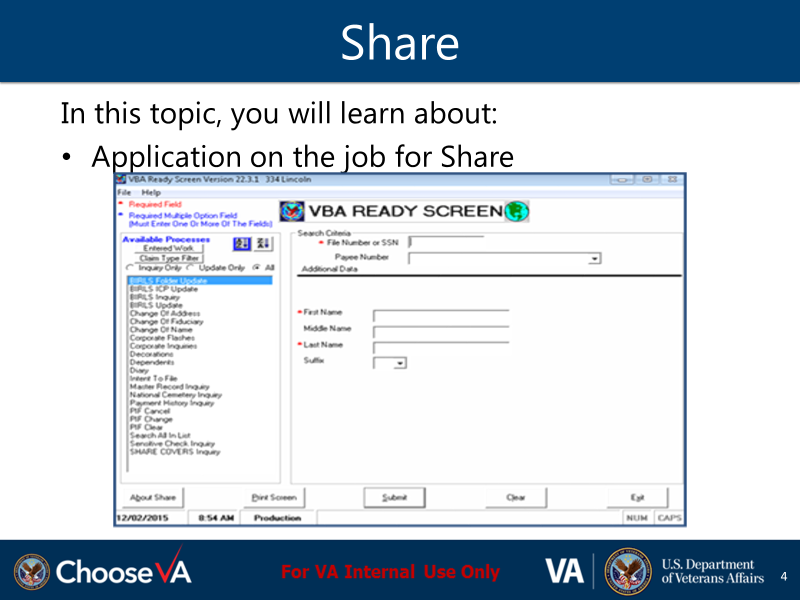 Share
In this topic, you will learn about:
• Application on the job for Share
VBA Ready Screen Version 22.3.1 334 Lincoln
File Help
* Required Field
* Required Multiple Option Field
(Must Enter One Or More Of The Fields)
VBA READY SCREEN
Available Processes
Entered Work
Claim Type Filter
Inquiry Only Update Only All
BIRLS Folder Update
BIRLS ICP Update
BIRLS Inquiry
BIRLS Update
Change Of Address
Change Of Fiduciary
Change Of Name
Corporate Flashes
Corporate Inquiries
Decorations
Dependents
Diary
Intent To File
Master Record Inquiry
National Cemetery Inquiry
Payment History Inquiry
PIF Cancel
PIF Change
PIF Clear
Search All In List
Sensitive Check Inquiry
SHARE COVERS Inquiry
Search Criteria
* File Number or SSN
Payee Number
Additional Data
* First Name
Middle Name
* Last Name
Suffix
About Share Print Screen Submit Clear Exit
12/02/2015 8:54 AM Production NUM CAPS
Choose VA
For VA Internal Use Only
VA
U.S. Department
of Veterans Affairs
4